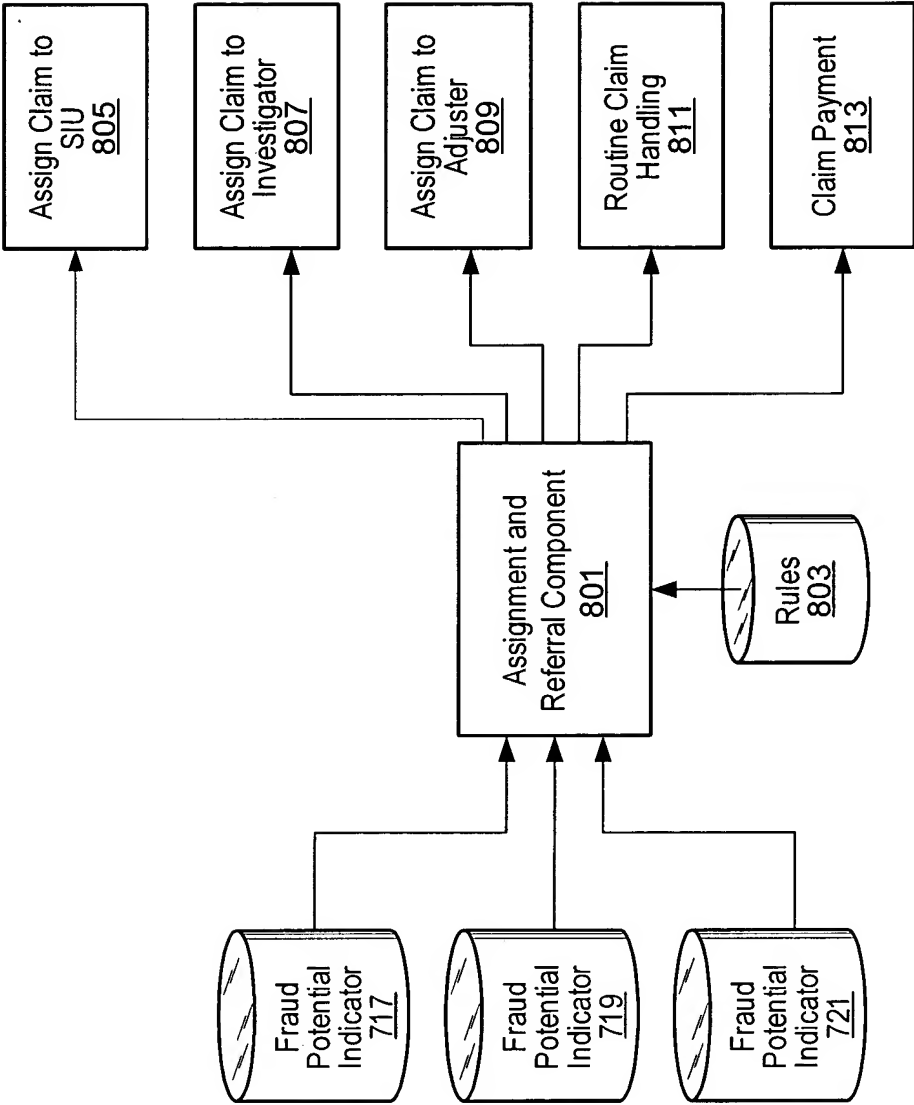 Fraud
Potential
Indicator
717
Fraud
Potential
Indicator
719
Fraud
Potential
Indicator
721
Assignment and
Referral Component
801
Rules
803
Assign Claim to
SIU
805
Assign Claim to
Investigator
807
Assign Claim to
Adjuster
809
Routine Claim
Handling
811
Claim Payment
813